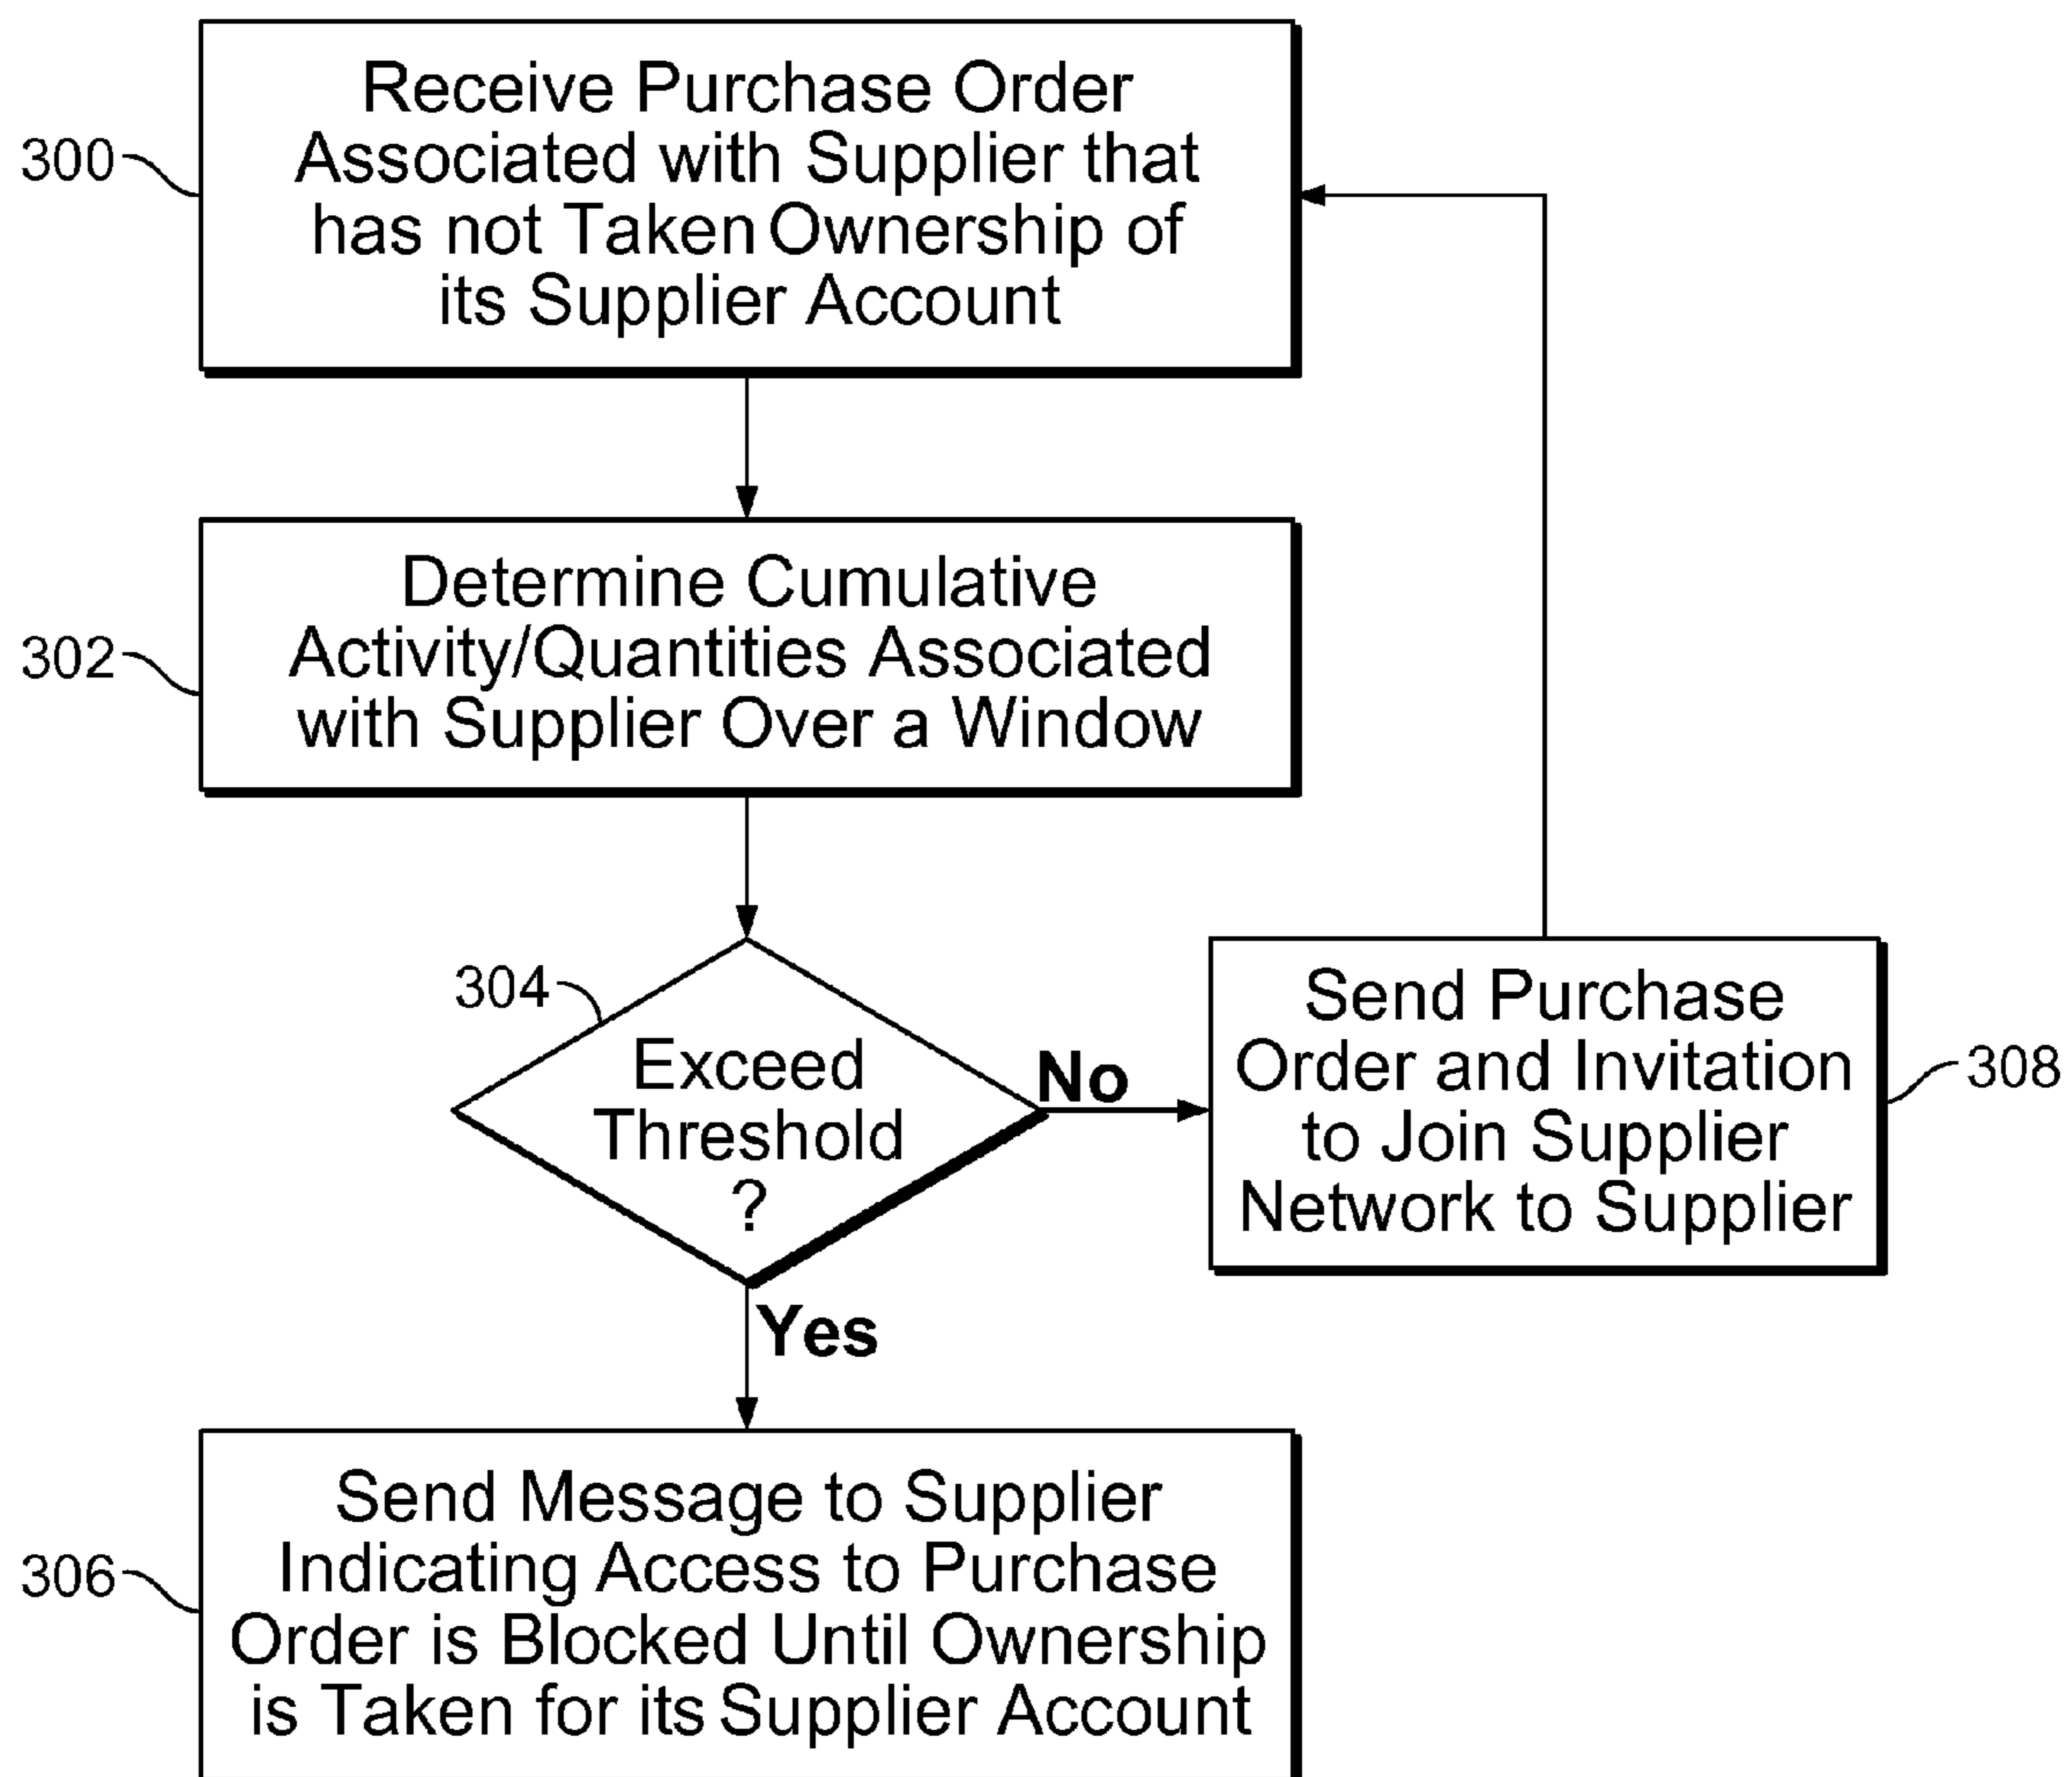 300
Receive Purchase Order
Associated with Supplier that
has not Taken Ownership of
its Supplier Account
302
Determine Cumulative
Activity/Quantities Associated
with Supplier Over a Window
304
Exceed
Threshold
?
No
Yes
308
Send Purchase
Order and Invitation
to Join Supplier
Network to Supplier
306
Send Message to Supplier
Indicating Access to Purchase
Order is Blocked Until Ownership
is Taken for its Supplier Account